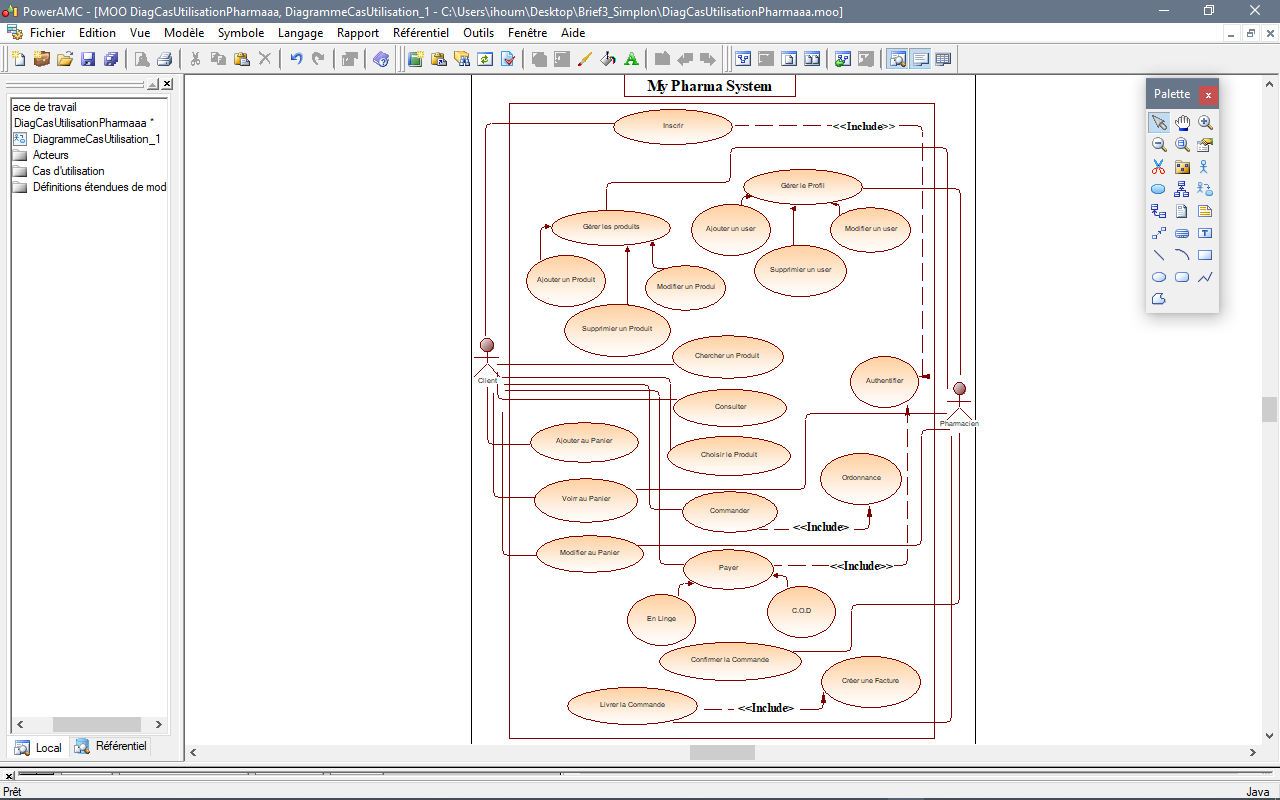 PowerAMC - [MOO DiagCasUtilisationPharmaaa, DiagrammeCasUtilisation_1 - C:\Users\ihoum\Desktop\Brief3_Simplon\DiagCasUtilisationPharmaaa.moo]
Fichier Edition Vue Modèle Symbole Langage Rapport Référentiel Outils Fenêtre Aide
ace de travail
DiagCasUtilisationPharmaaa *
DiagrammeCasUtilisation_1
Acteurs
Cas d'utilisation
Définitions étendues de mod
Local Référentiel
My Pharma System
Inscrir
<<Include>>
Gérer le Profil
Gérer les produits
Ajouter un user
Modifier un user
Supprimier un user
Ajouter un Produit
Modifier un Produi
Supprimier un Produit
Chercher un Produit
Client
Authentifier
Consulter
Pharmacien
Ajouter au Panier
Choisir le Produit
Ordonnance
Voirr au Panier
Commander
<<Include>
Modifier au Panier
Payer
<<Include>>
En Linge
C.O.D
Confirmer la Commande
Créer une Facture
Livrer la Commande
<<Include>
Palette
Prêt
Java